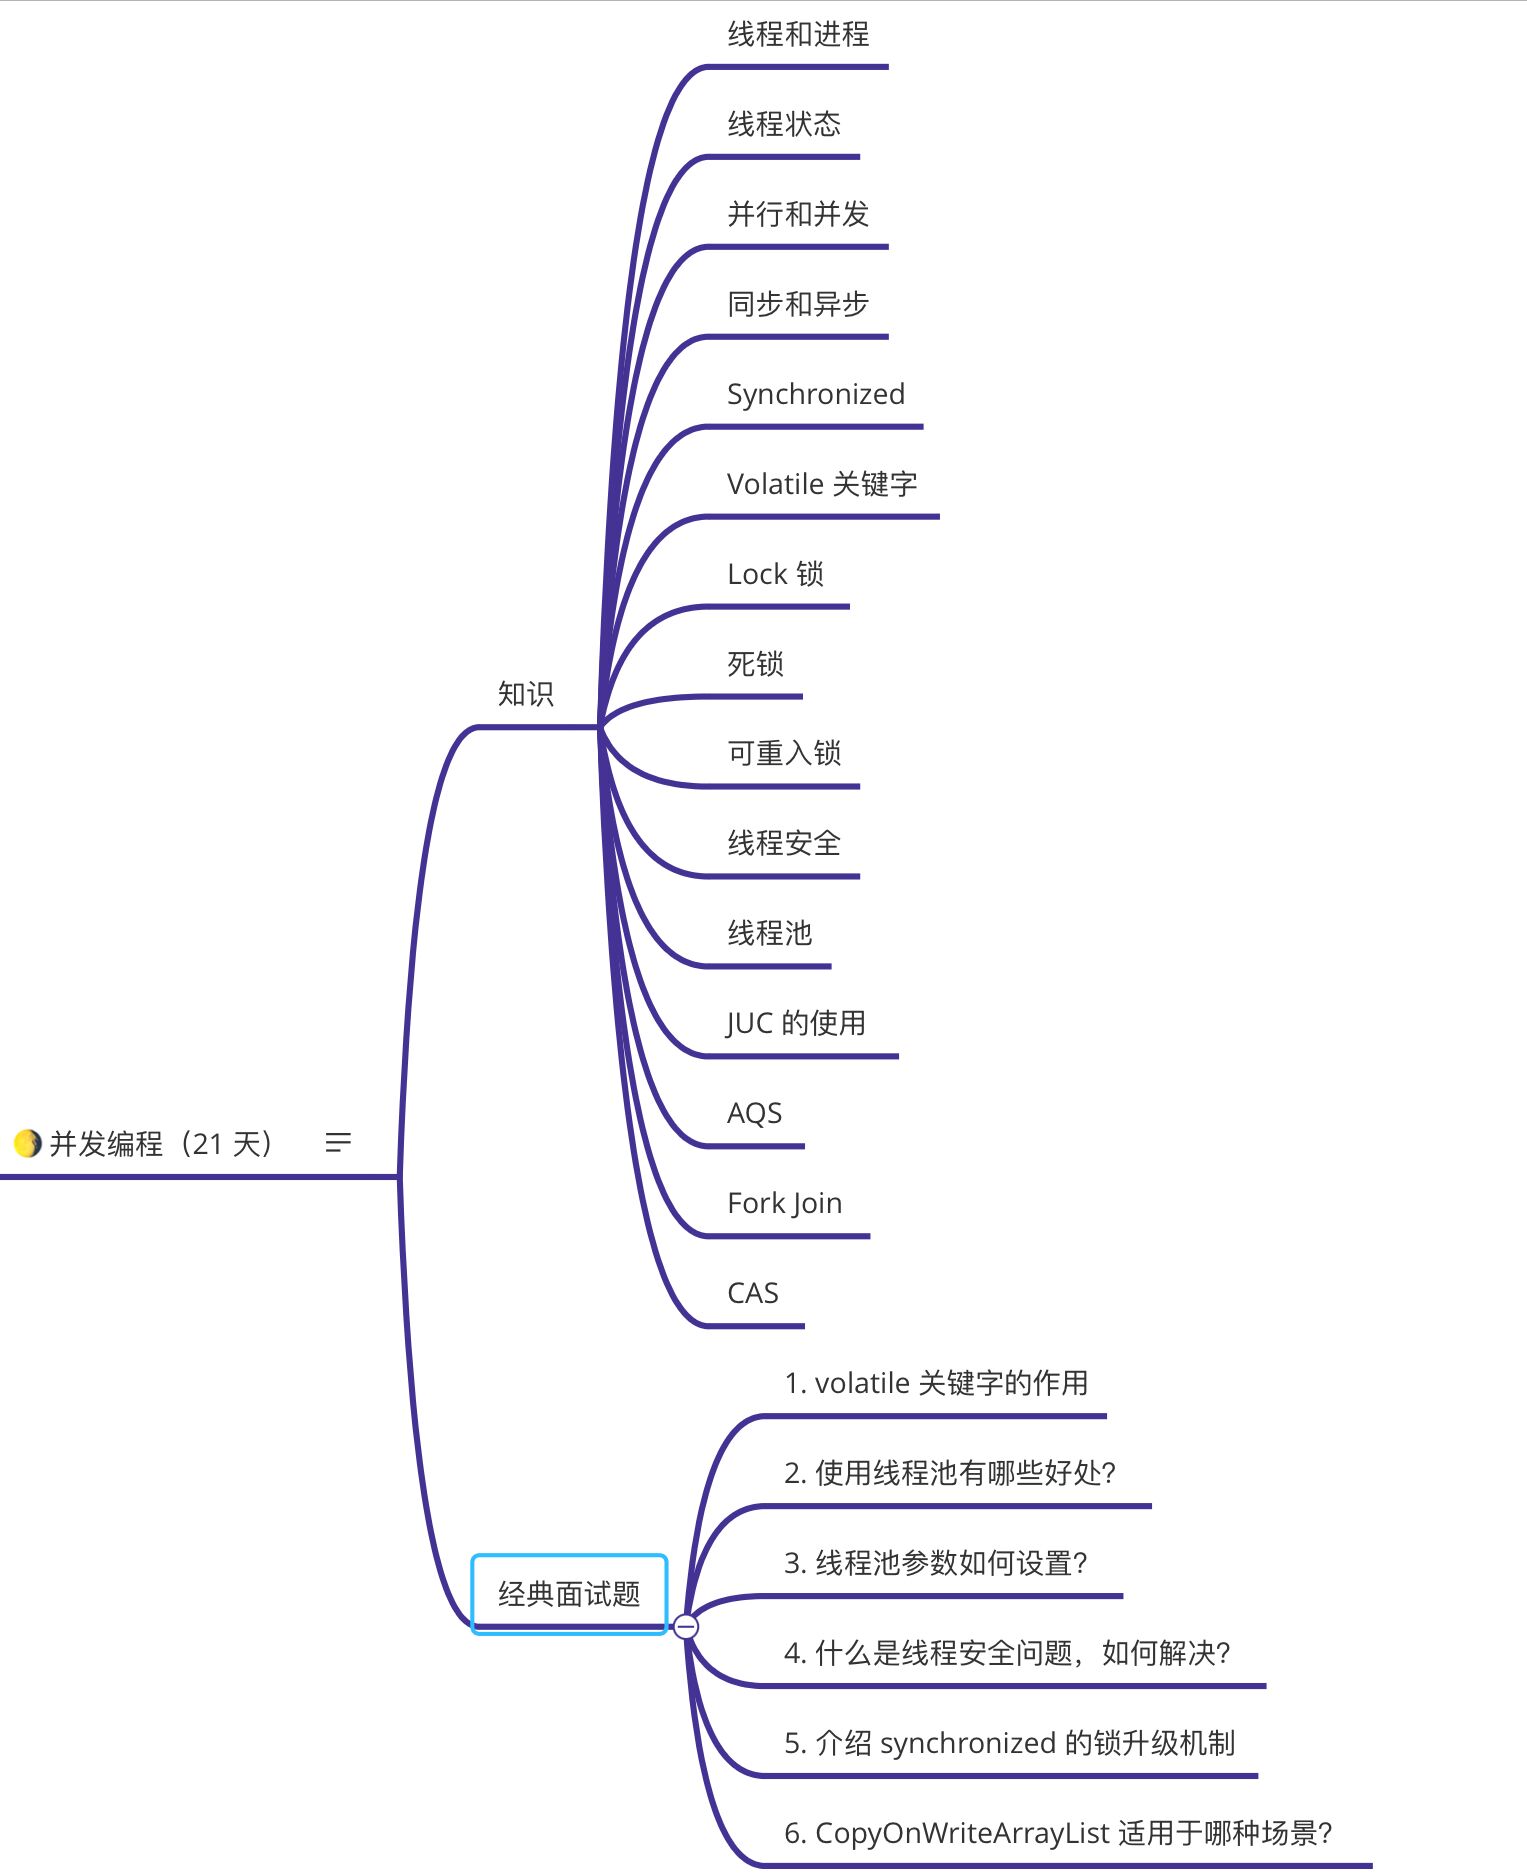 线程和进程
线程状态
并行和并发
同步和异步
Synchronized
Volatile 关键字
Lock 锁
知识
死锁
可重入锁
线程安全
线程池
JUC 的使用
AQS
并发编程（21 天）
Fork Join
CAS
1. volatile 关键字的作用
2. 使用线程池有哪些好处？
3. 线程池参数如何设置？
经典面试题
4. 什么是线程安全问题，如何解决？
5. 介绍 synchronized 的锁升级机制
6. CopyOnWriteArrayList 适用于哪种场景？